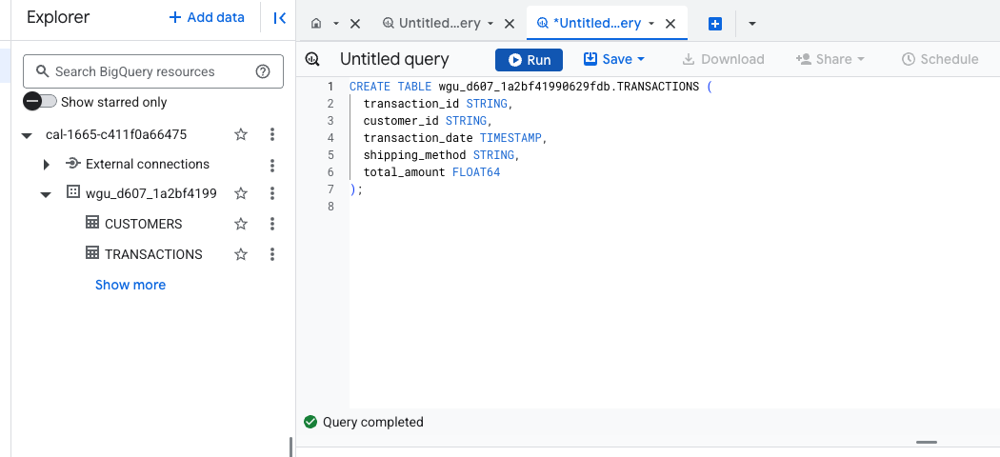 Explorer
+ Add data
Search BigQuery resources
Show starred only
cal-1665-c411f0a66475
External connections
wgu_d607_1a2bf4199
CUSTOMERS
TRANSACTIONS
Show more
Untitled...ery
*Untitled...ery
Untitled query
Run
Save
Download
Share
Schedule
1 CREATE TABLE wgu_d607_1a2bf41990629fdb.TRANSACTIONS (
2 transaction_id STRING,
3 customer_id STRING,
4 transaction_date TIMESTAMP,
5 shipping_method STRING,
6 total_amount FLOAT64
7 );
8
Query completed